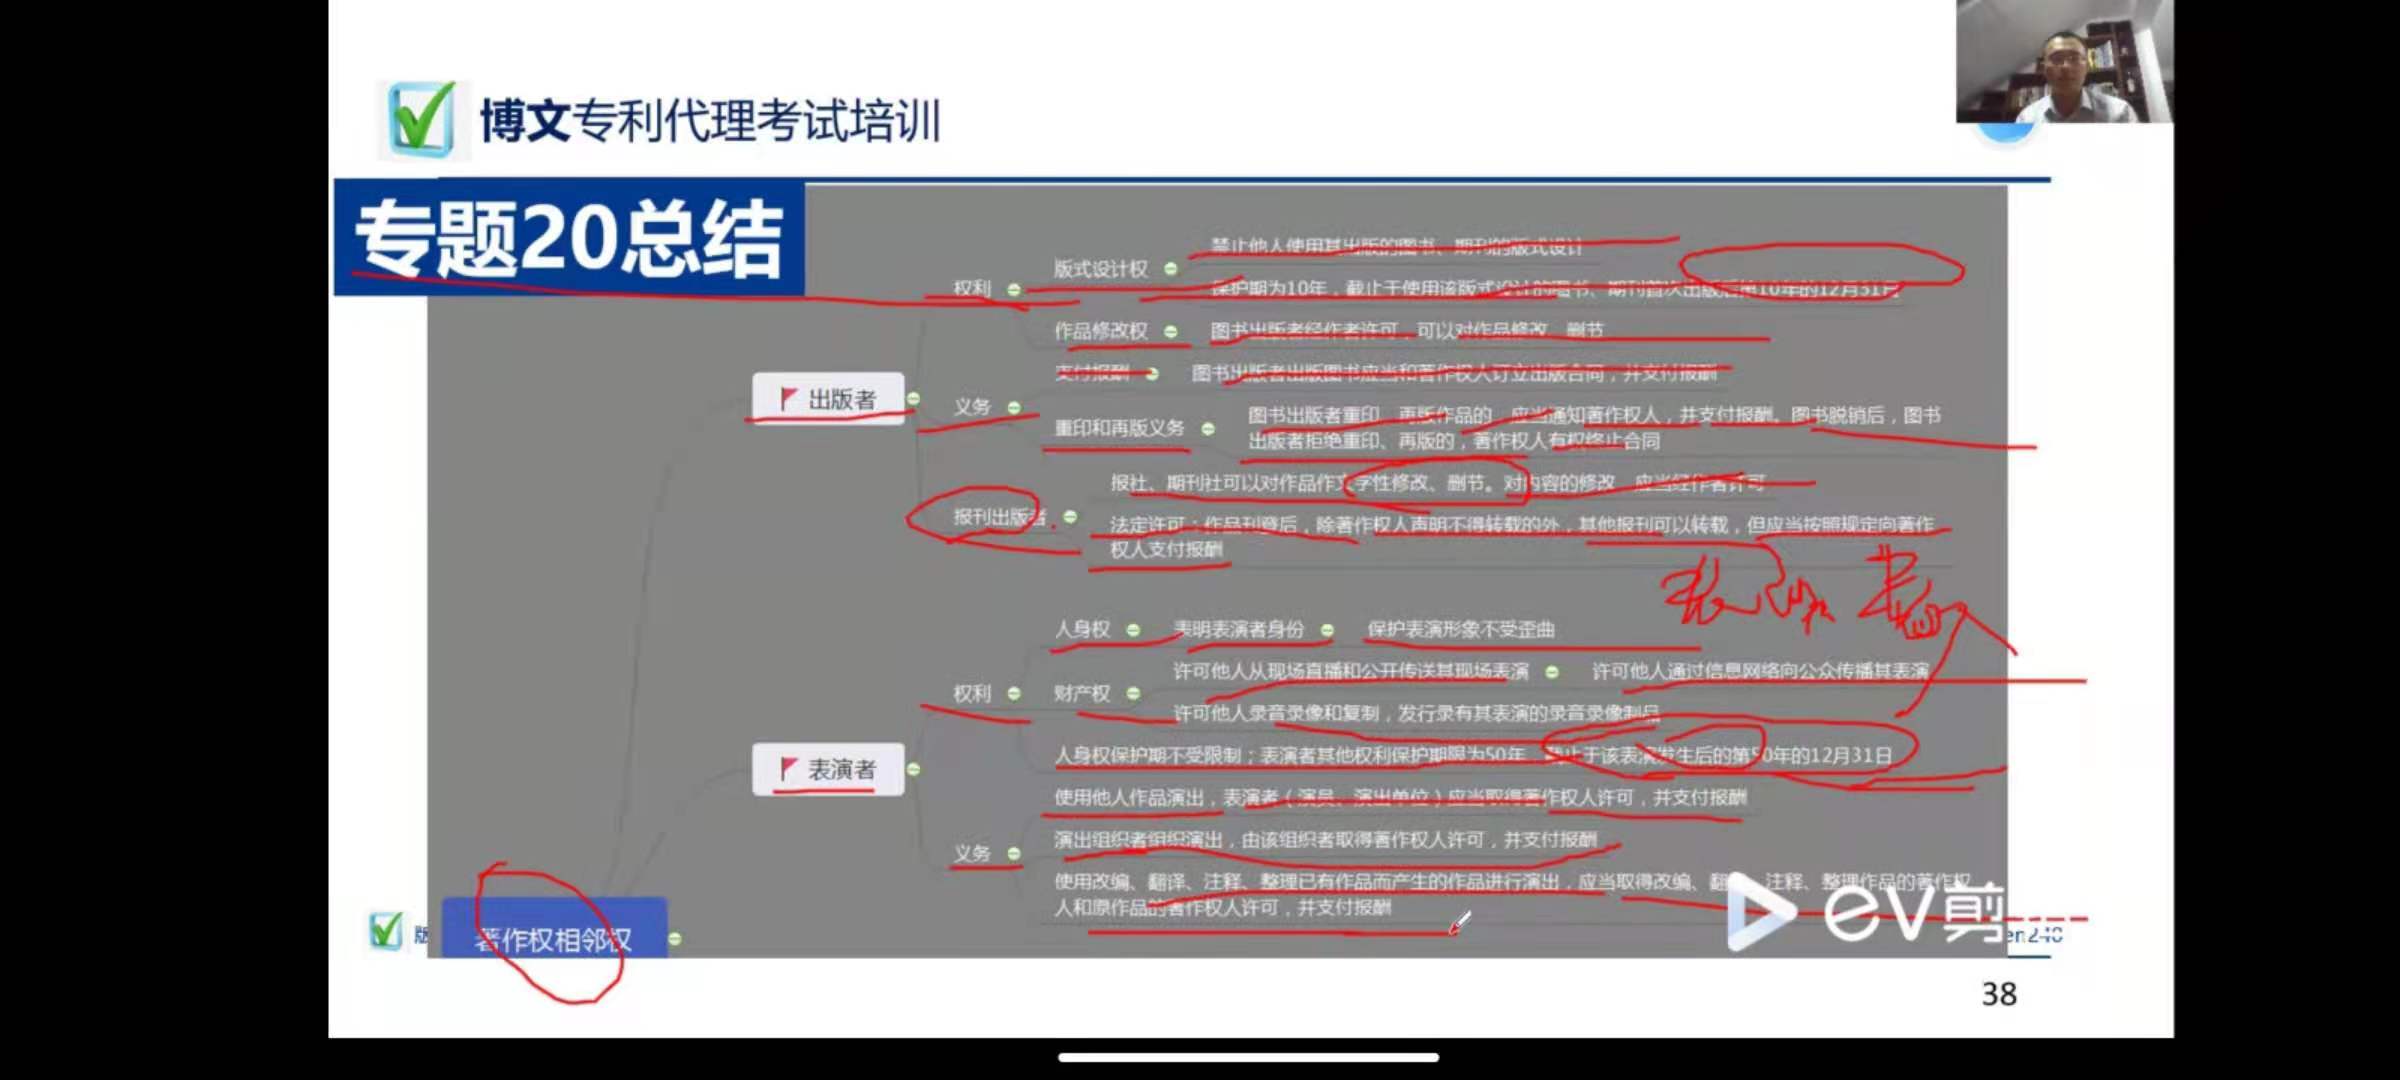 博文专利代理考试培训
专题20总结
禁止他人使用其出版的图书、期刊的版式设计
版式设计权
权利
保护期为10年，截止于使用该版式设计的图书、期刊首次出版后第10年的12月31日
作品修改权
图书出版者经作者许可，可以对作品修改、删节
支付报酬
图书出版者出版图书应当和著作权人订立出版合同，并支付报酬
出版者
义务
重印和再版义务
图书出版者重印、再版作品的，应当通知著作权人，并支付报酬。图书脱销后，图书
出版者拒绝重印、再版的，著作权人有权终止合同
报社、期刊社可以对作品作文字性修改、删节。对内容的修改，应当经作者许可
报刊出版者
法定许可：作品刊登后，除著作权人声明不得转载的外，其他报刊可以转载，但应当按照规定向著作
权人支付报酬
人身权
表明表演者身份
保护表演形象不受歪曲
许可他人从现场直播和公开传送其现场表演
许可他人通过信息网络向公众传播其表演
权利
财产权
许可他人录音录像和复制，发行录有其表演的录音录像制品
人身权保护期不受限制；表演者其他权利保护期限为50年，截止于该表演发生后的第50年的12月31日
表演者
使用他人作品演出，表演者（演员、演出单位）应当取得著作权人许可，并支付报酬
演出组织者组织演出，由该组织者取得著作权人许可，并支付报酬
义务
使用改编、翻译、注释、整理已有作品而产生的作品进行演出，应当取得改编、翻 注释、整理作品的著作权
人和原作品的著作权人许可，并支付报酬
著作权相邻权
版
EV剪
en240
38